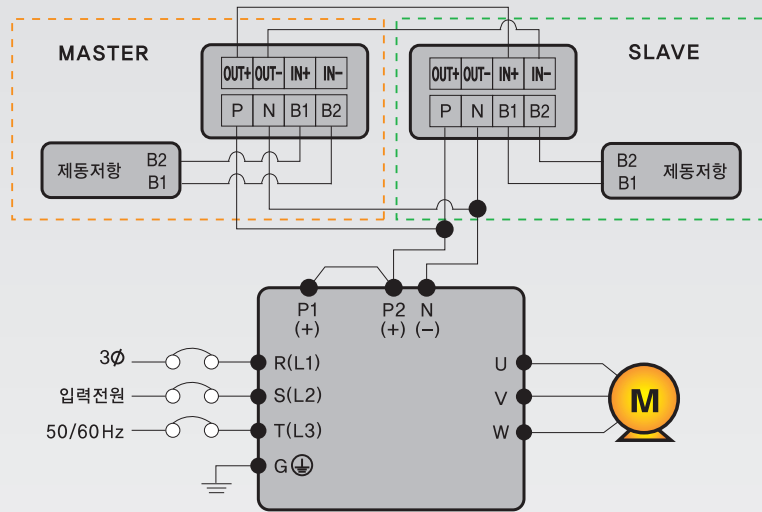 MASTER
SLAVE
OUT+ OUT- IN+ IN-
P N B1 B2
OUT+ OUT- IN+ IN-
P N B1 B2
제동저항
B2
B1
B2
B1
제동저항
P1
(+)
P2
(+)
N
(-)
3Ø
R(L1)
입력전원
S(L2)
50/60Hz
T(L3)
G
U
V
W
M